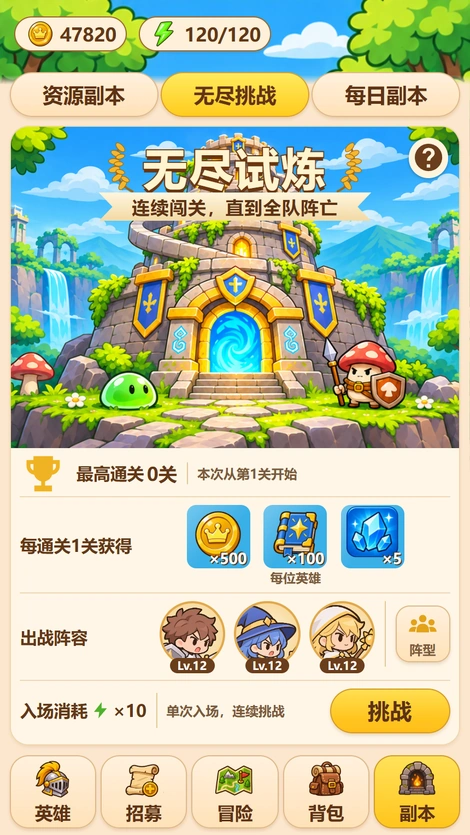 47820
120/120
资源副本
无尽挑战
每日副本
无尽试炼
?
连续闯关，直到全队阵亡
最高通关 0关
本次从第1关开始
每通关1关获得
×500
×100
×5
每位英雄
出战阵容
Lv.12
Lv.12
Lv.12
阵型
入场消耗 ×10
单次入场，连续挑战
挑战
英雄
招募
冒险
背包
副本